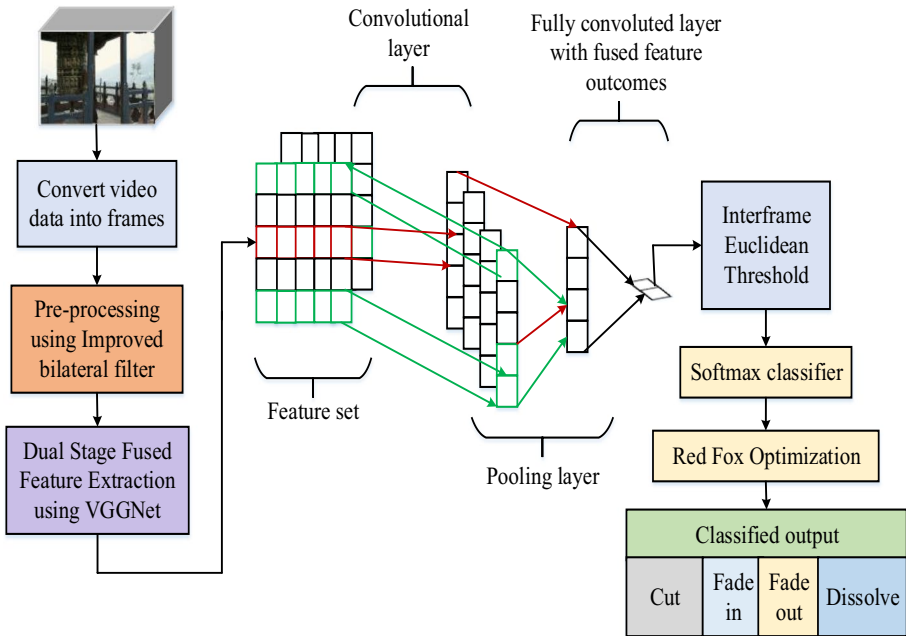 Convert video
data into frames
Pre-processing
using Improved
bilateral filter
Dual Stage Fused
Feature Extraction
using VGGNet
Feature set
Convolutional
layer
Pooling layer
Fully convoluted layer
with fused feature
outcomes
Interframe
Euclidean
Threshold
Softmax classifier
Red Fox Optimization
Classified output
Cut
Fade
in
Fade
out
Dissolve